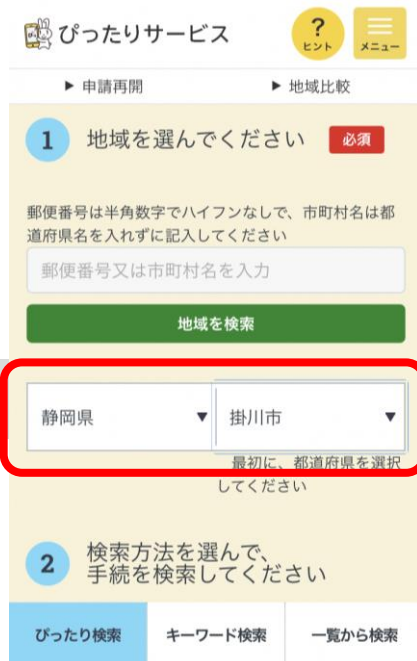 ぴったりサービス
?
ヒント
メニュー
▶ 申請再開
▶ 地域比較
1 地域を選んでください 必須
郵便番号は半角数字でハイフンなしで、市町村名は都
道府県名を入れずに記入してください
郵便番号又は市町村名を入力
地域を検索
静岡県 ▼ 掛川市 ▼
最初に、都道府県を選択
してください
2 検索方法を選んで、
手続を検索してください
ぴったり検索 キーワード検索 一覧から検索